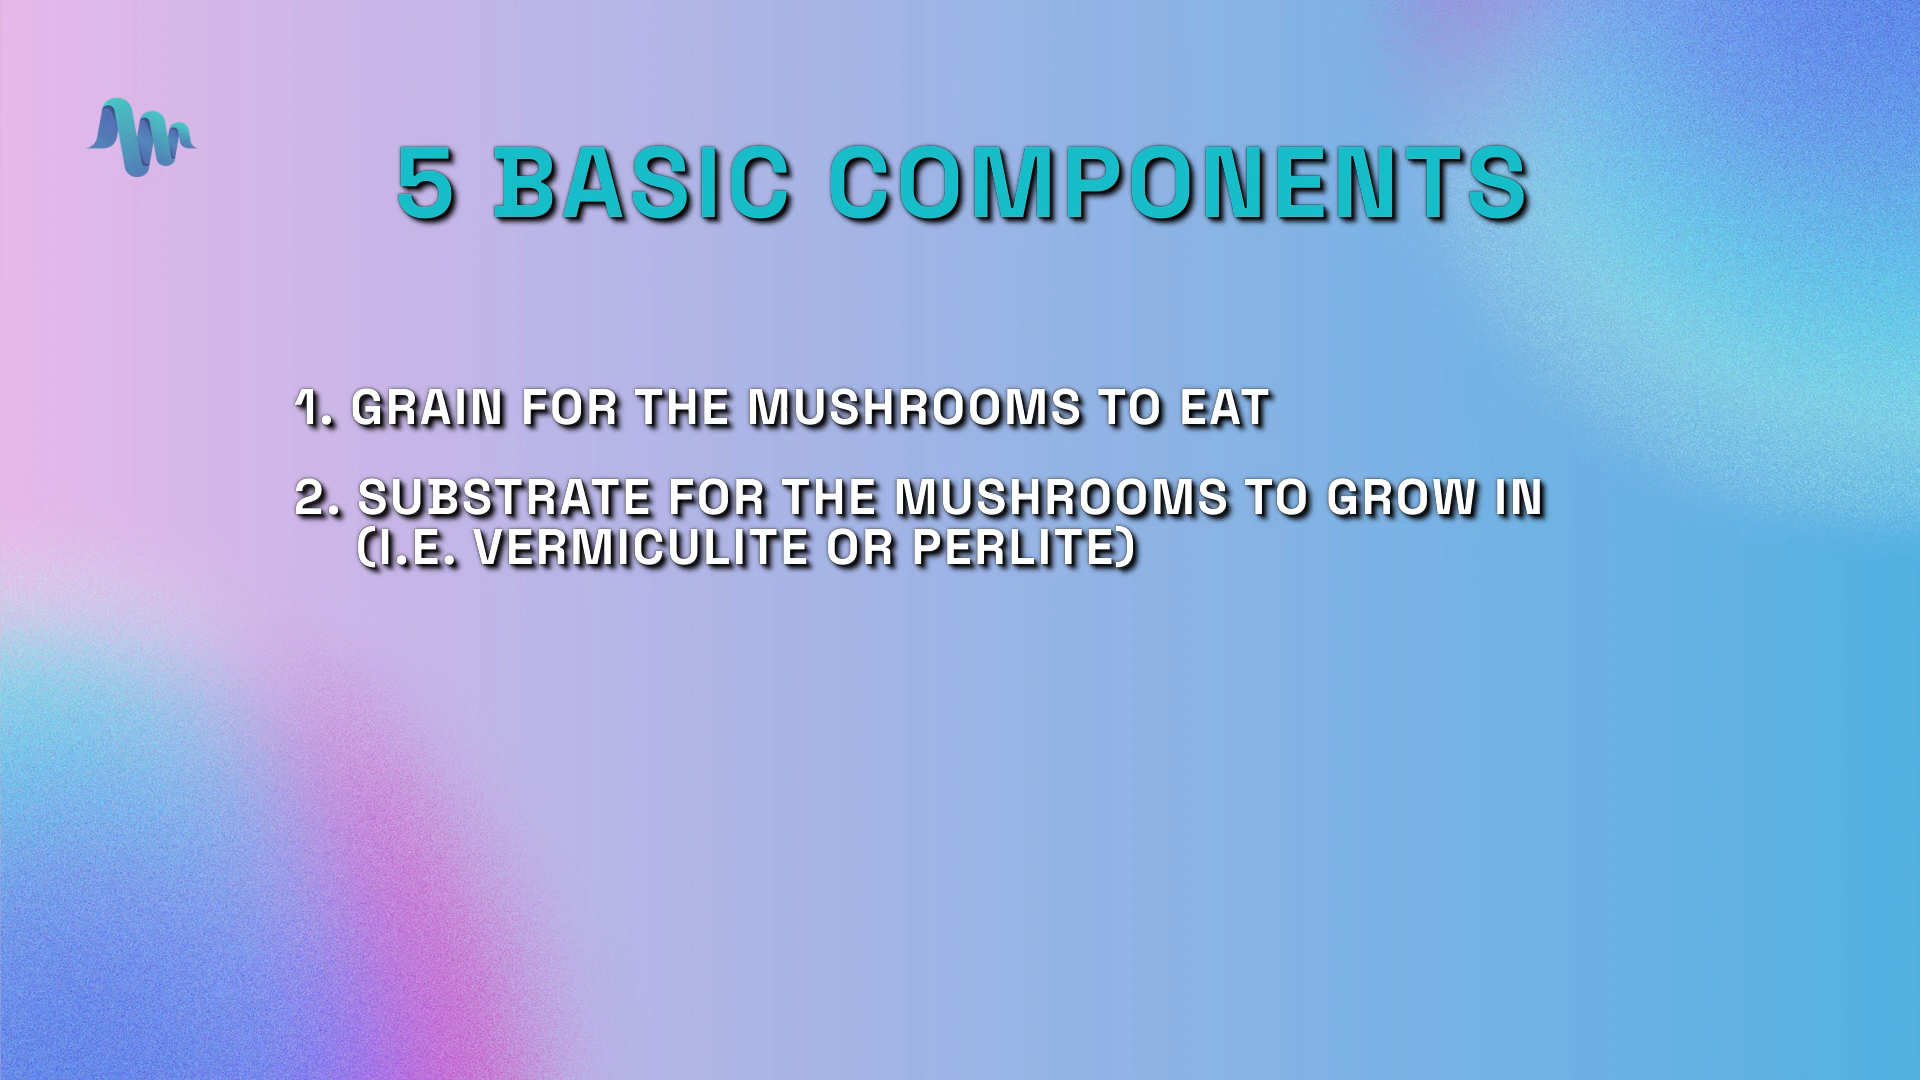 5 BASIC COMPONENTS
1. GRAIN FOR THE MUSHROOMS TO EAT
2. SUBSTRATE FOR THE MUSHROOMS TO GROW IN
(I.E. VERMICULITE OR PERLITE)